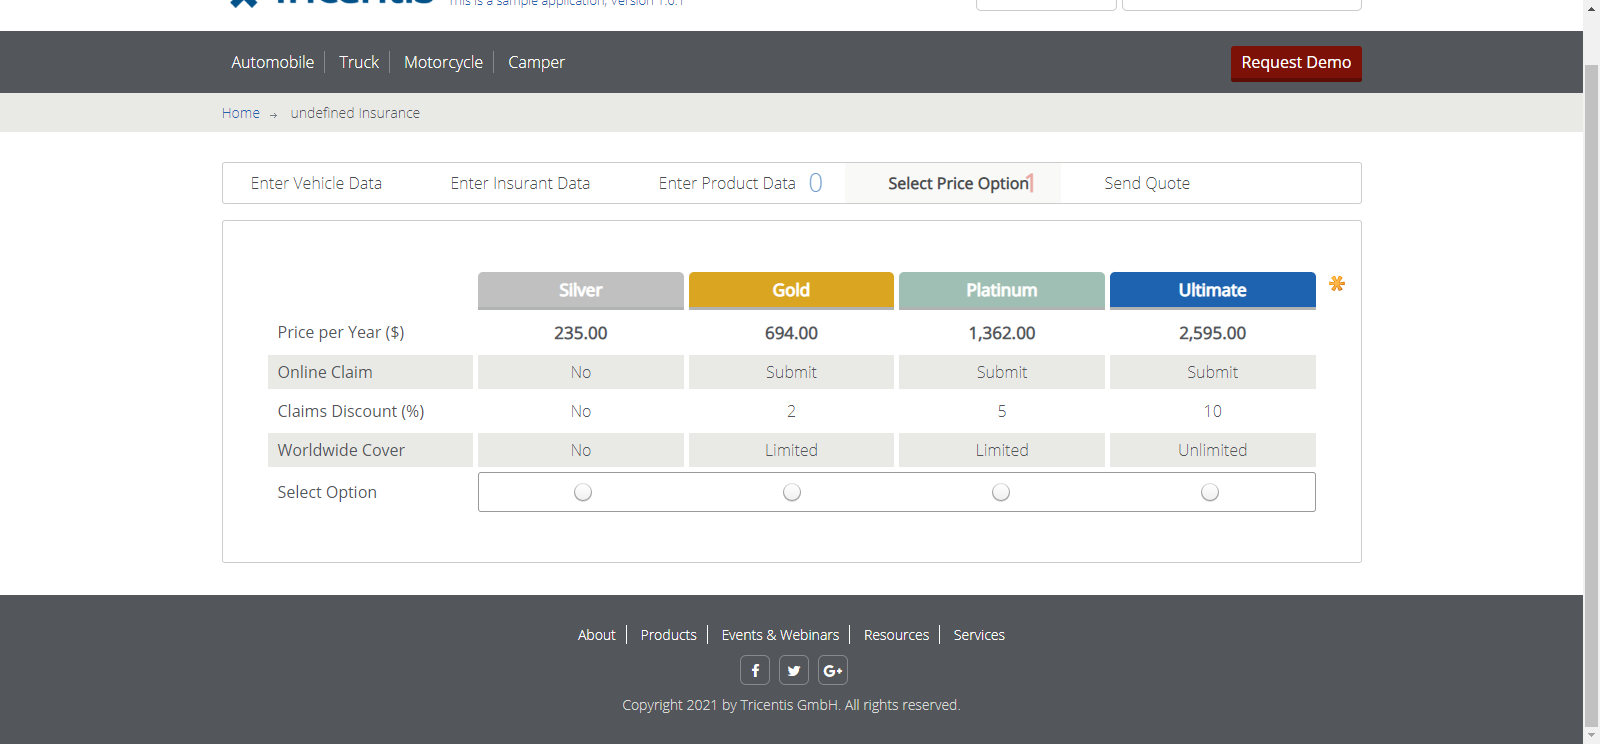 Tricentis This is a sample application, Version 1.0.1
Automobile Truck Motorcycle Camper Request Demo
Home → undefined Insurance
Enter Vehicle Data Enter Insurant Data Enter Product Data 0 Select Price Option 1 Send Quote
Silver Gold Platinum Ultimate
Price per Year ($) 235.00 694.00 1,362.00 2,595.00
Online Claim No Submit Submit Submit
Claims Discount (%) No 2 5 10
Worldwide Cover No Limited Limited Unlimited
Select Option
About Products Events & Webinars Resources Services
Copyright 2021 by Tricentis GmbH. All rights reserved.